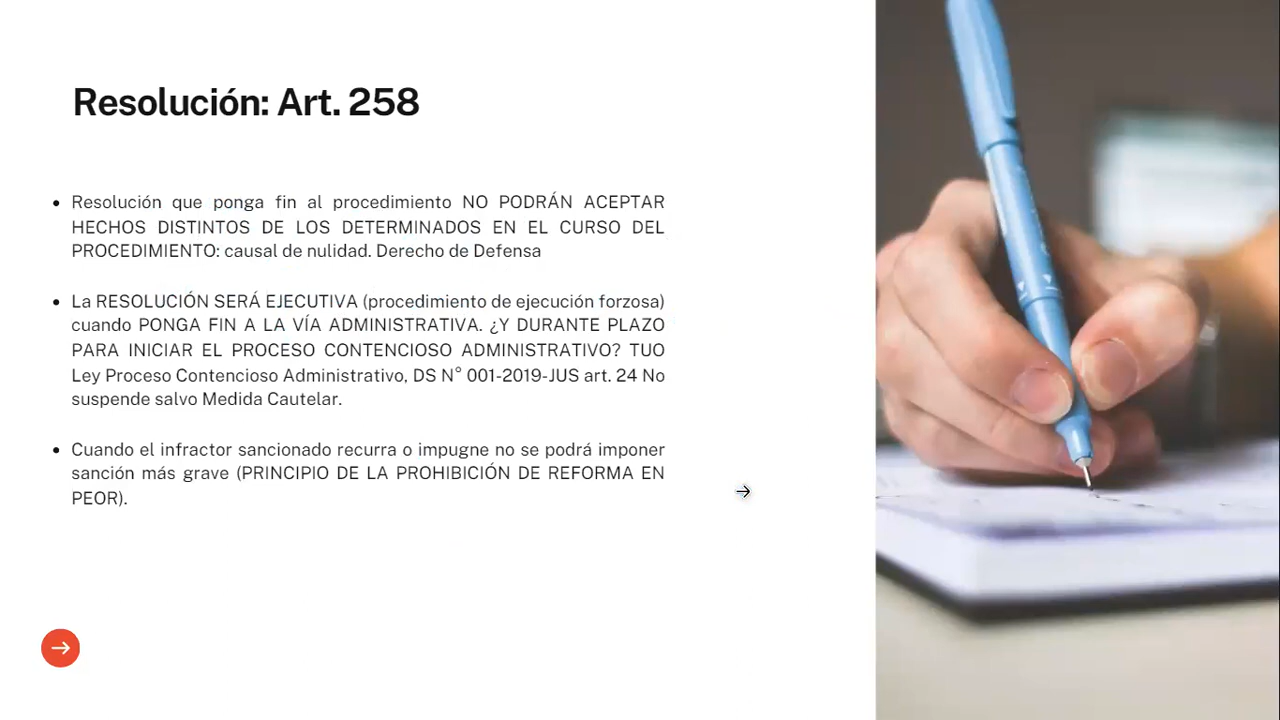 Resolución: Art. 258
Resolución que ponga fin al procedimiento NO PODRÁN ACEPTAR
HECHOS DISTINTOS DE LOS DETERMINADOS EN EL CURSO DEL
PROCEDIMIENTO: causal de nulidad. Derecho de Defensa
La RESOLUCIÓN SERÁ EJECUTIVA (procedimiento de ejecución forzosa)
cuando PONGA FIN A LA VÍA ADMINISTRATIVA. ¿Y DURANTE PLAZO
PARA INICIAR EL PROCESO CONTENCIOSO ADMINISTRATIVO? TUO
Ley Proceso Contencioso Administrativo, DS N° 001-2019-JUS art. 24 No
suspende salvo Medida Cautelar.
Cuando el infractor sancionado recurra o impugne no se podrá imponer
sanción más grave (PRINCIPIO DE LA PROHIBICIÓN DE REFORMA EN
PEOR).